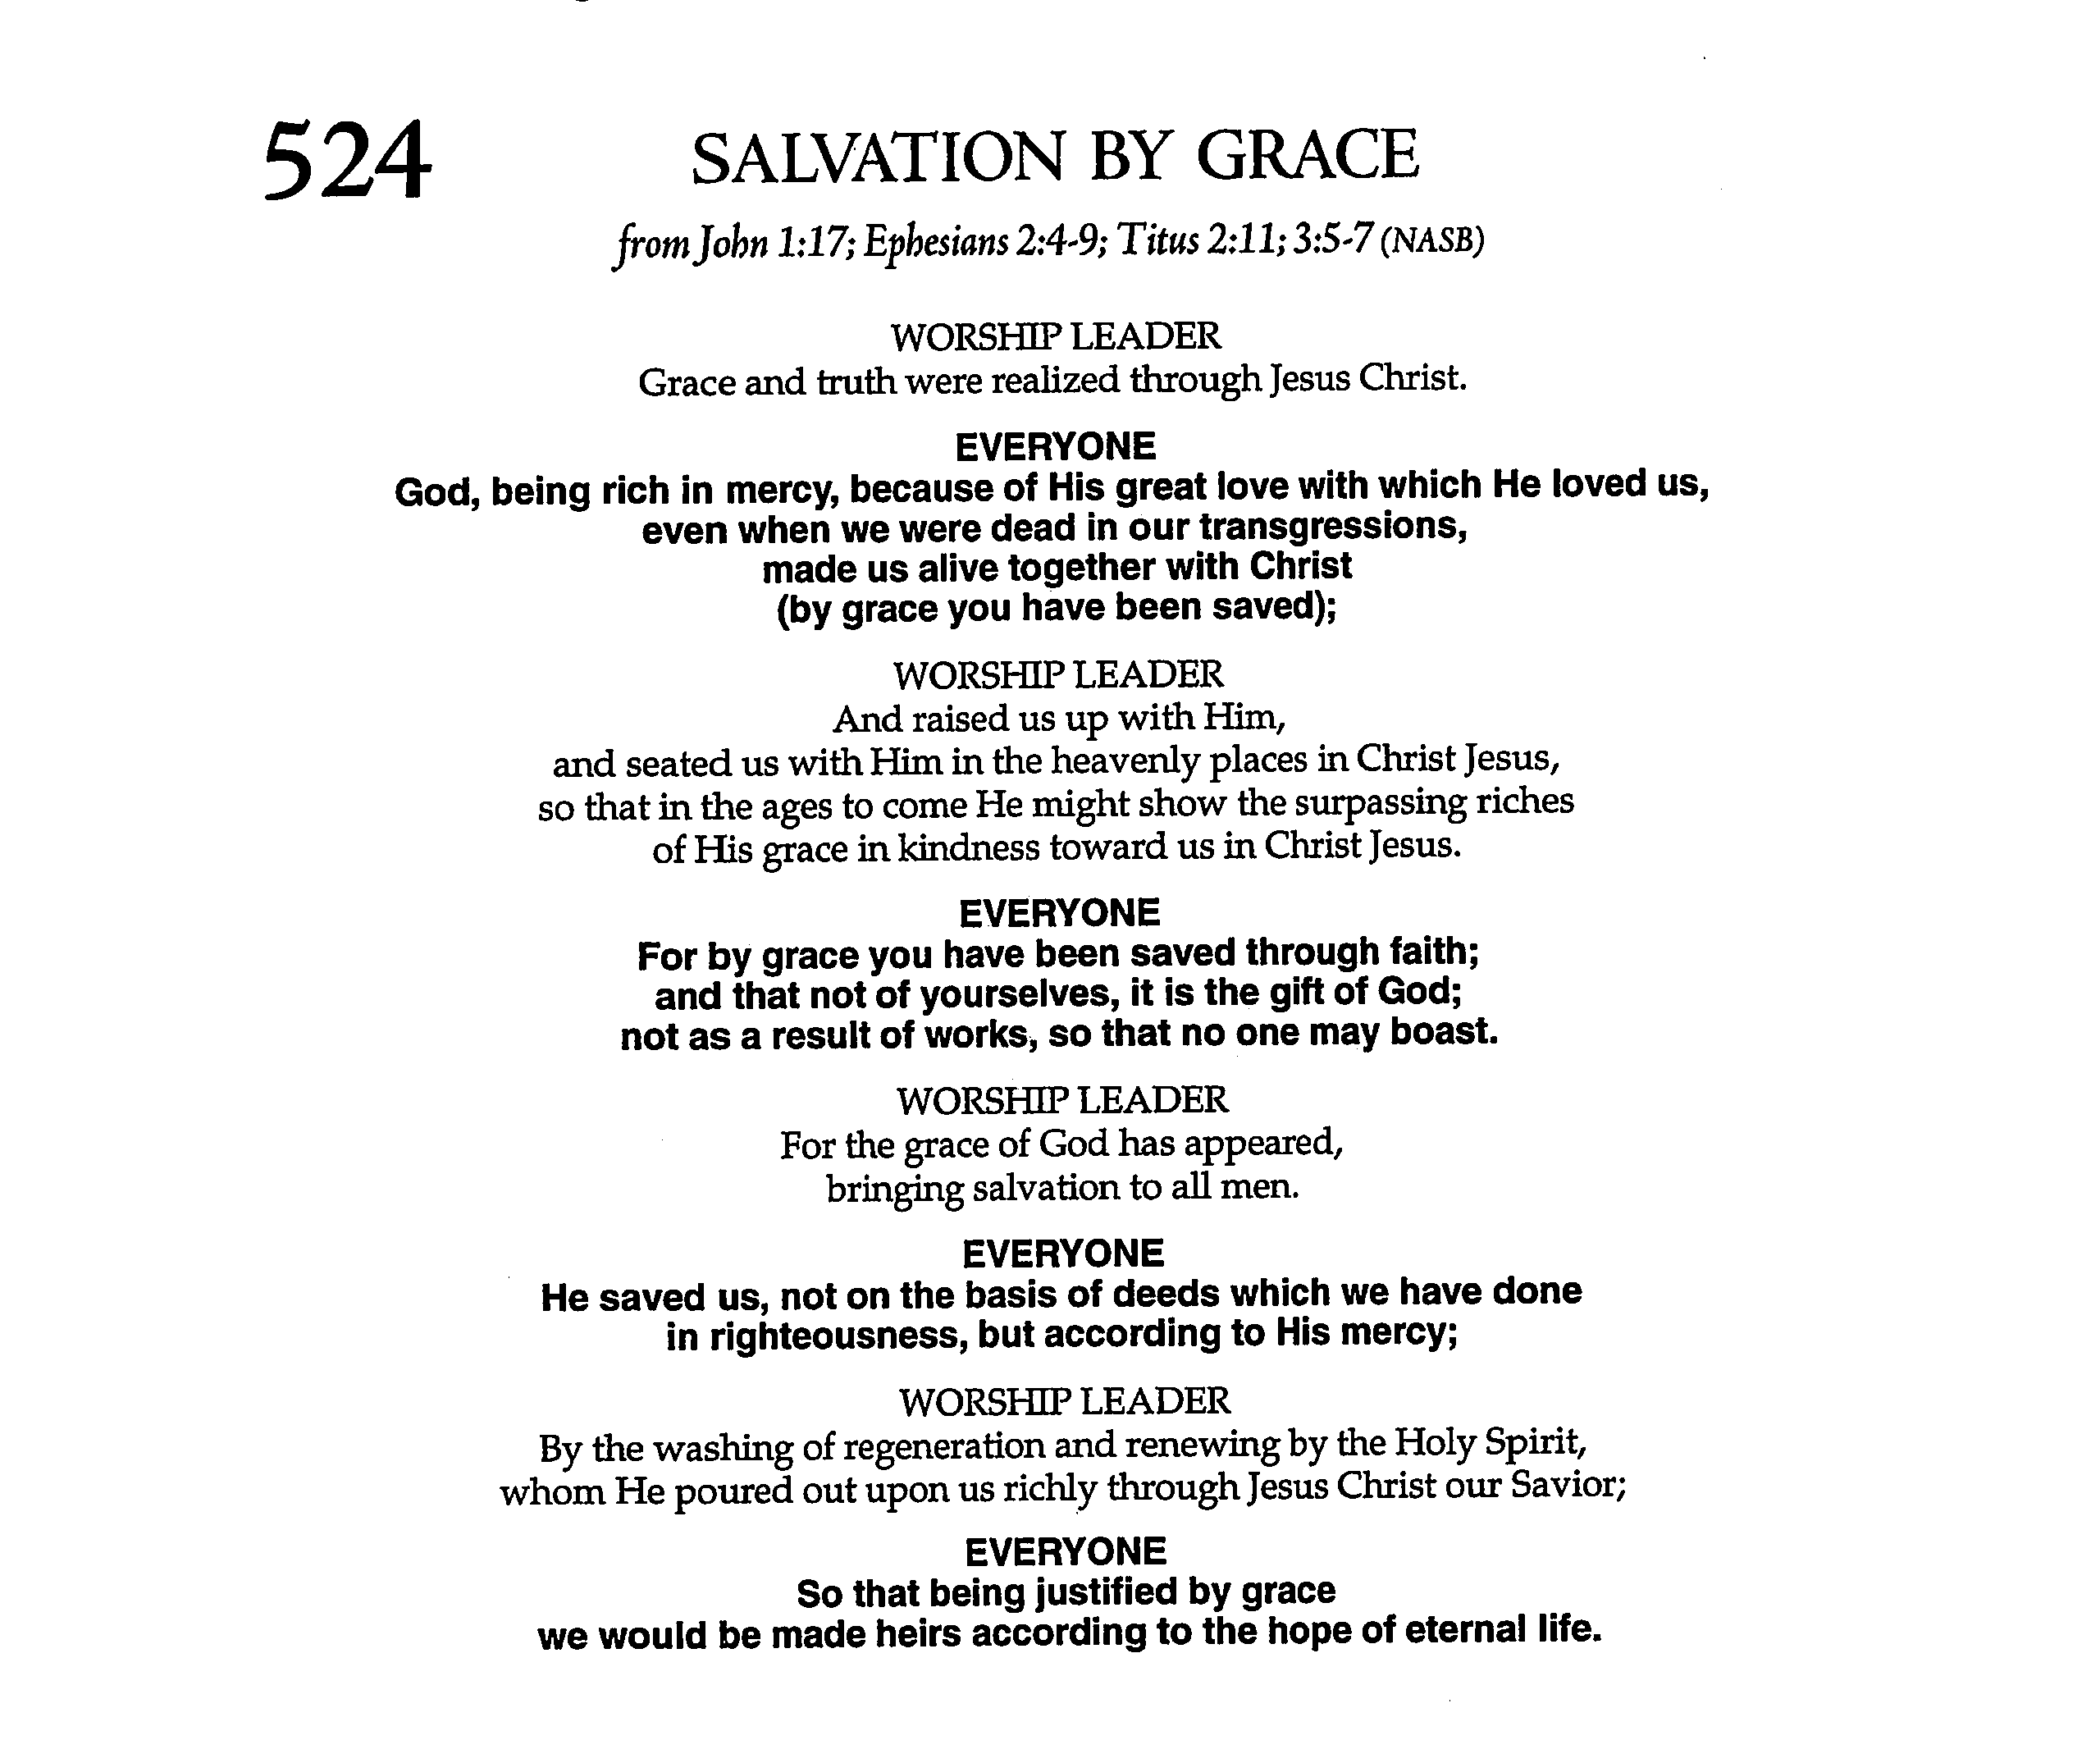 524 SALVATION BY GRACE
from John 1:17; Ephesians 2:4-9; Titus 2:11; 3:5-7 (NASB)
WORSHIP LEADER
Grace and truth were realized through Jesus Christ.
EVERYONE
God, being rich in mercy, because of His great love with which He loved us,
even when we were dead in our transgressions,
made us alive together with Christ
(by grace you have been saved);
WORSHIP LEADER
And raised us up with Him,
and seated us with Him in the heavenly places in Christ Jesus,
so that in the ages to come He might show the surpassing riches
of His grace in kindness toward us in Christ Jesus.
EVERYONE
For by grace you have been saved through faith;
and that not of yourselves, it is the gift of God;
not as a result of works, so that no one may boast.
WORSHIP LEADER
For the grace of God has appeared,
bringing salvation to all men.
EVERYONE
He saved us, not on the basis of deeds which we have done
in righteousness, but according to His mercy;
WORSHIP LEADER
By the washing of regeneration and renewing by the Holy Spirit,
whom He poured out upon us richly through Jesus Christ our Savior;
EVERYONE
So that being justified by grace
we would be made heirs according to the hope of eternal life.